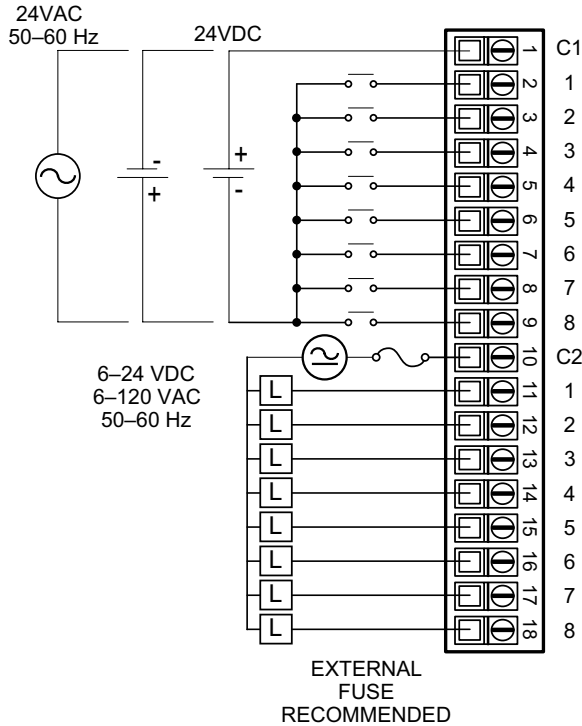 24VAC
50–60 Hz
24VDC
- + + -
1 C1
2 1
3 2
4 3
5 4
6 5
7 6
8 7
9 8
10 C2
6–24 VDC
6–120 VAC
50–60 Hz
L 11 1
L 12 2
L 13 3
L 14 4
L 15 5
L 16 6
L 17 7
L 18 8
EXTERNAL
FUSE
RECOMMENDED